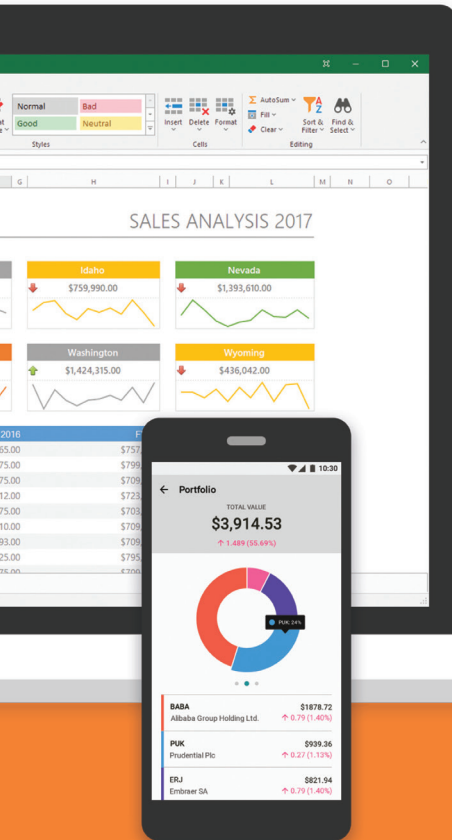 Normal Bad
Good Neutral
Styles
Insert Delete Format
Cells
AutoSum
Fill
Clear
Sort & Filter
Find & Select
Editing
G H I J K L M N O
SALES ANALYSIS 2017
Idaho
$759,990.00
Nevada
$1,393,610.00
Washington
$1,424,315.00
Wyoming
$436,042.00
2016
65.00 $757,
75.00 $799,
75.00 $709,
12.00 $723,
75.00 $703,
10.00 $709,
93.00 $709,
25.00 $795,
10:30
Portfolio
TOTAL VALUE
$3,914.53
1.489 (55.69%)
PUK: 24%
BABA $1878.72
Alibaba Group Holding Ltd. 0.79 (1.40%)
PUK $939.36
Prudential Plc 0.27 (1.13%)
ERJ $821.94
Embraer SA 0.79 (1.40%)